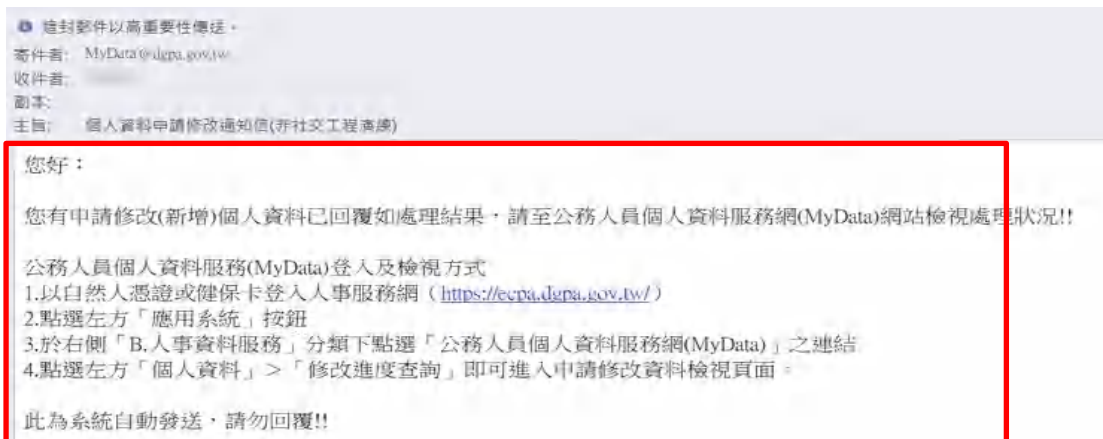 這封郵件以高重要性傳送。
寄件者: MyData@dgpa.gov.tw
收件者:
副本:
主旨: 個人資料申請修改通知信(非社交工程演練)
您好：
您有申請修改(新增)個人資料已回覆如處理結果，請至公務人員個人資料服務網(MyData)網站檢視處理狀況!!
公務人員個人資料服務(MyData)登入及檢視方式
1.以自然人憑證或健保卡登入人事服務網（https://ecpa.dgpa.gov.tw/）
2.點選左方「應用系統」按鈕
3.於右側「B.人事資料服務」分類下點選「公務人員個人資料服務網(MyData)」之連結
4.點選左方「個人資料」>「修改進度查詢」即可進入申請修改資料檢視頁面。
此為系統自動發送，請勿回覆!!